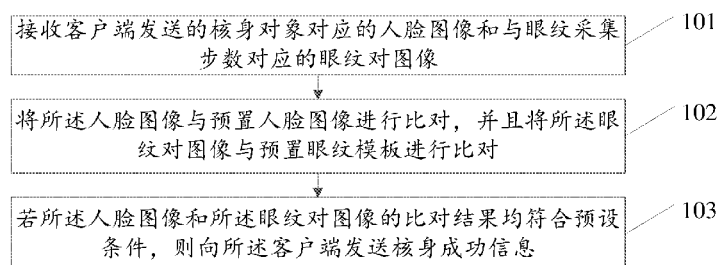 接收客户端发送的核身对象对应的人脸图像和与眼纹采集
步数对应的眼纹对图像
101
将所述人脸图像与预置人脸图像进行比对，并且将所述眼
纹对图像与预置眼纹模板进行比对
102
若所述人脸图像和所述眼纹对图像的比对结果均符合预设
条件，则向所述客户端发送核身成功信息
103